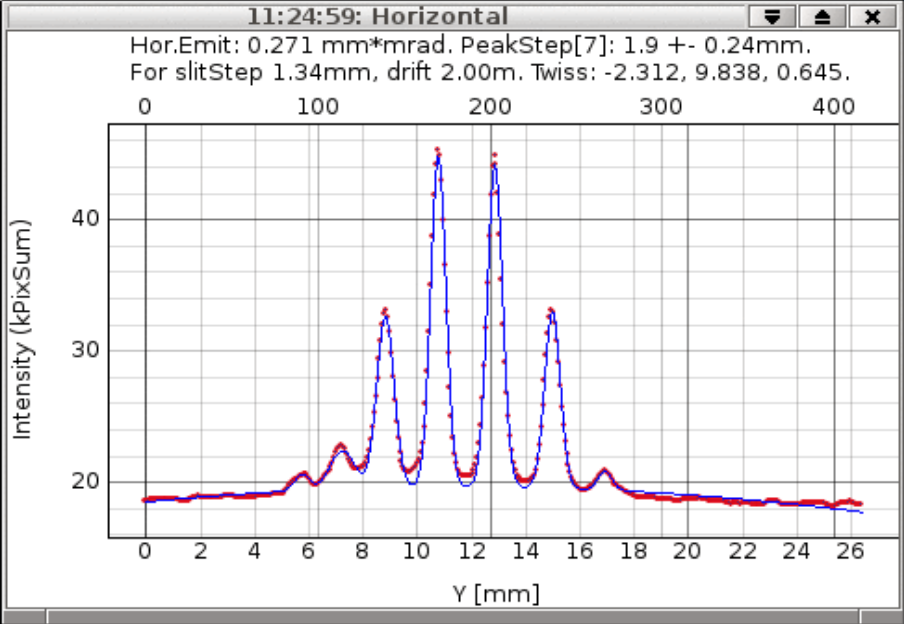 11:24:59: Horizontal
Hor.Emit: 0.271 mm*mrad. PeakStep[7]: 1.9 +- 0.24mm.
For slitStep 1.34mm, drift 2.00m. Twiss: -2.312, 9.838, 0.645.
0 100 200 300 400
Intensity (kPixSum)
40
30
20
0 2 4 6 8 10 12 14 16 18 20 22 24 26
Y [mm]